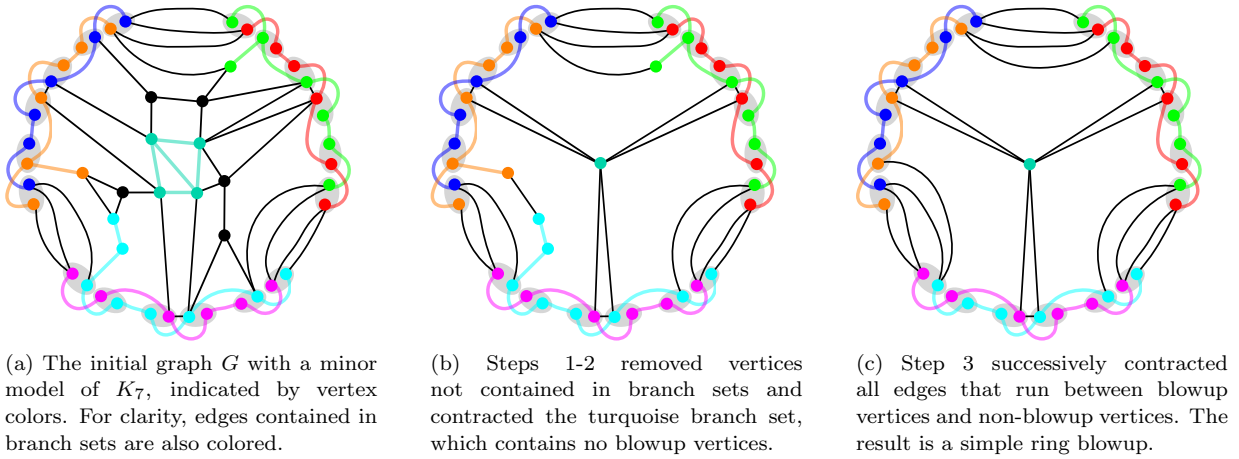 (a) The initial graph G with a minor
model of K7, indicated by vertex
colors. For clarity, edges contained in
branch sets are also colored.
(b) Steps 1-2 removed vertices
not contained in branch sets and
contracted the turquoise branch set,
which contains no blowup vertices.
(c) Step 3 successively contracted
all edges that run between blowup
vertices and non-blowup vertices. The
result is a simple ring blowup.